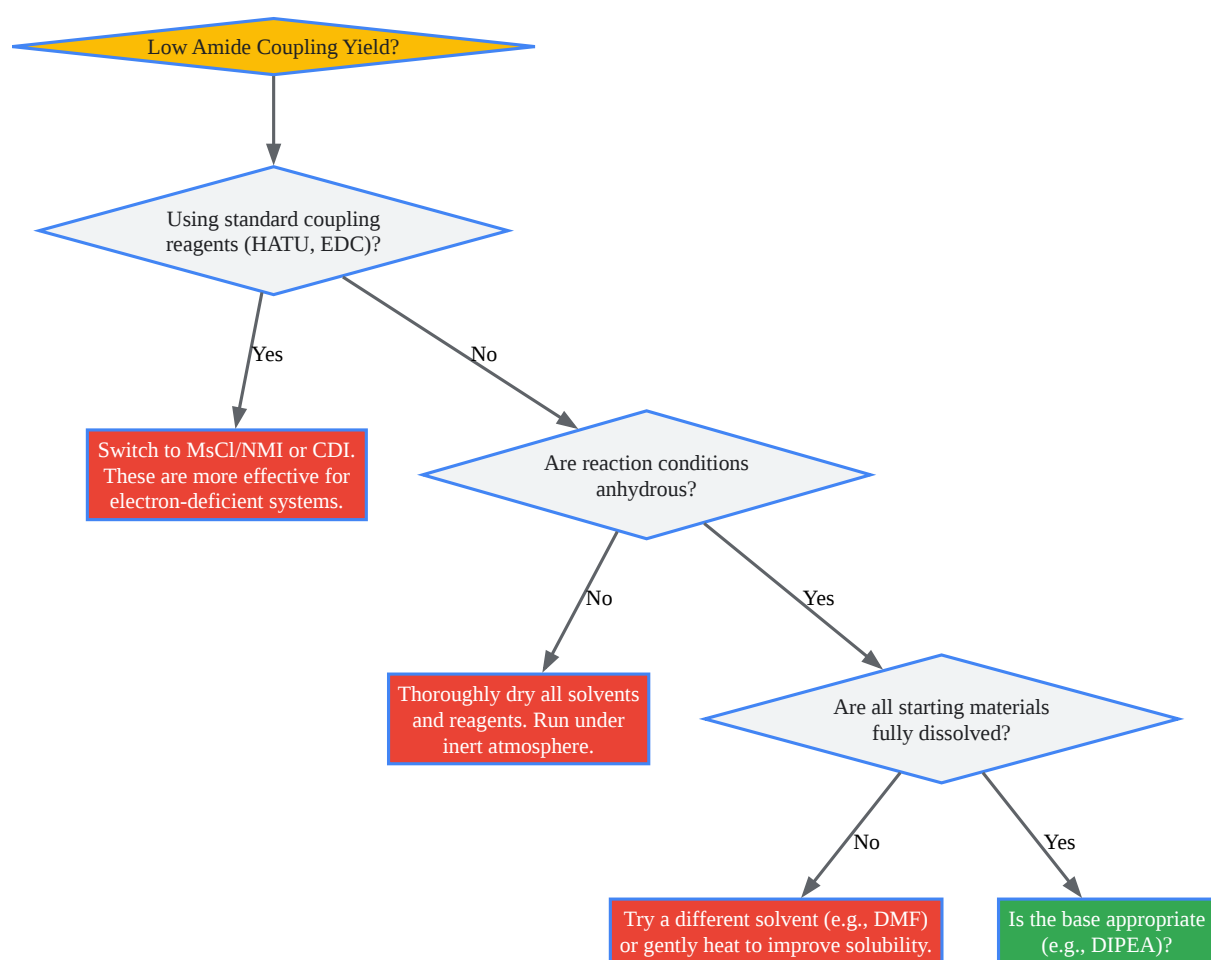 Low Amide Coupling Yield?
Using standard coupling
reagents (HATU, EDC)?
Yes
No
Switch to MsCl/NMI or CDI.
These are more effective for
electron-deficient systems.
Are reaction conditions
anhydrous?
No
Yes
Thoroughly dry all solvents
and reagents. Run under
inert atmosphere.
Are all starting materials
fully dissolved?
No
Yes
Try a different solvent (e.g., DMF)
or gently heat to improve solubility.
Is the base appropriate
(e.g., DIPEA)?